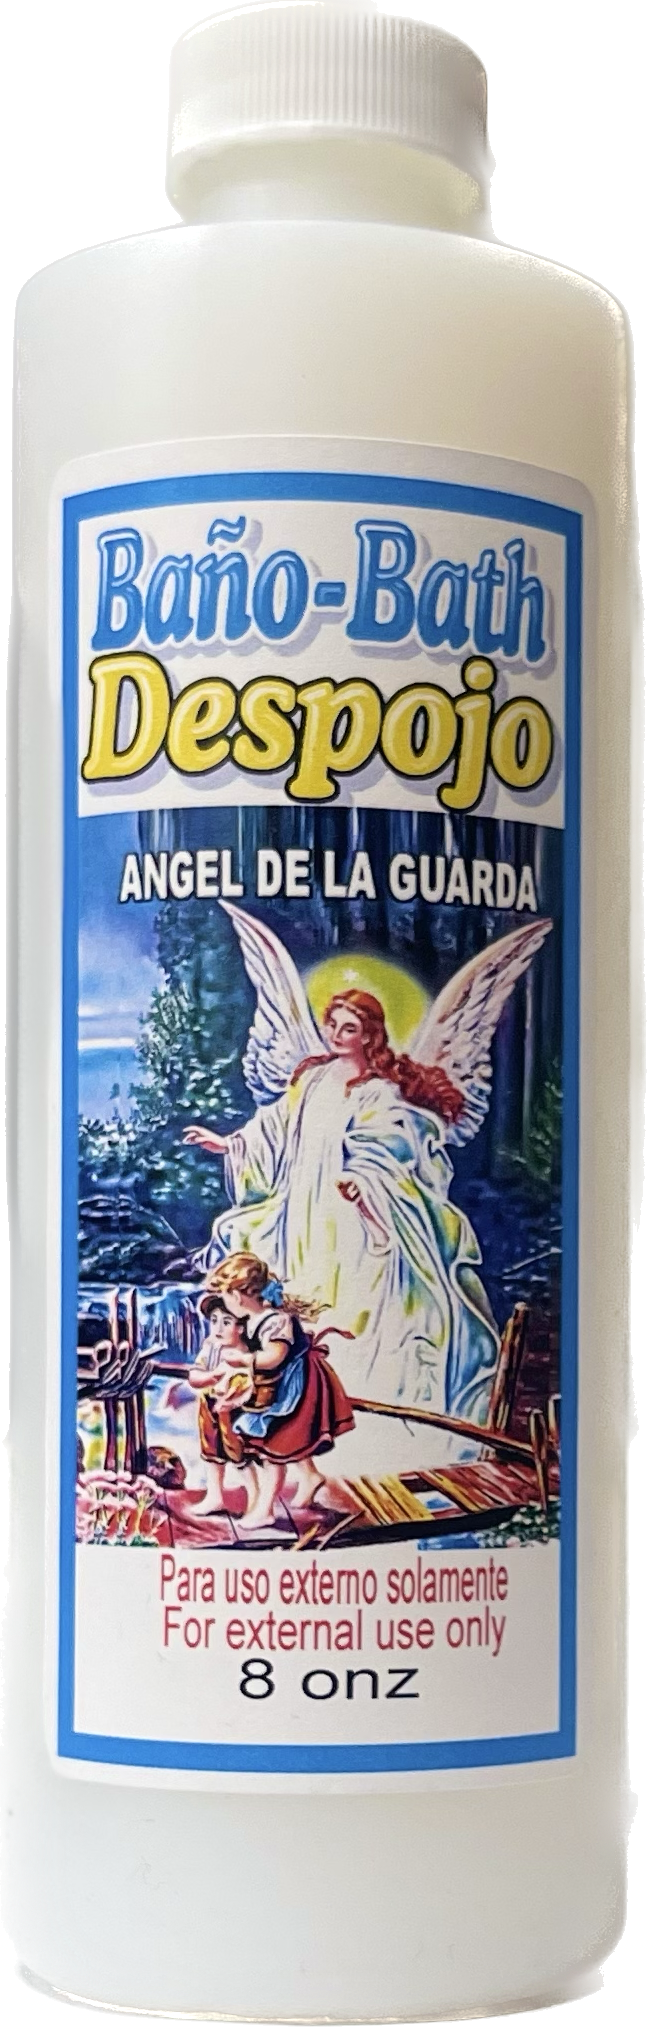 Baño-Bath
Despojo
ANGEL DE LA GUARDA
Para uso externo solamente
For external use only
8 onz